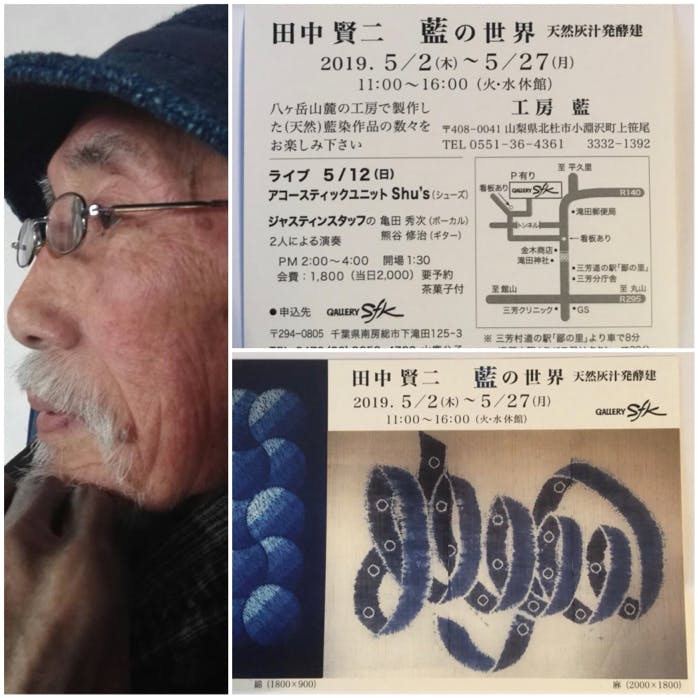 田中 賢二 藍の世界 天然灰汁発酵建
2019. 5/2(木)～5/27(月)
11:00～16:00 (火・水休館)
八ヶ岳山麓の工房で製作し
た(天然)藍染作品の数々を
お楽しみ下さい
工房 藍
〒408-0041 山梨県北杜市小淵沢町上笹尾
TEL 0551-36-4361 3332-1392
ライブ 5/12(日)
アコースティックユニット Shu's(シューズ)
ジャスティンスタッフの 亀田 秀次(ボーカル)
熊谷 修治(ギター)
2人による演奏
PM 2:00～4:00 開場1:30
会費:1,800(当日2,000) 要予約
茶菓子付
●申込先 GALLERY sfk
〒294-0805 千葉県南房総市下滝田125-3
至 平久里
P 有り
看板あり
GALLERY sfk
R140
滝田郵便局
トンネル
看板あり
金木商店
滝田神社
86
三芳道の駅「鄙の里」
三芳分庁舎
至 館山
至 丸山
R295
三芳クリニック
GS
※ 三芳村道の駅「鄙の里」より車で8分
田中 賢二 藍の世界 天然灰汁発酵建
2019. 5/2(木)～5/27(月)
11:00～16:00 (火・水休館)
GALLERY sfk
綿 (1800×900)
麻 (2000×1800)